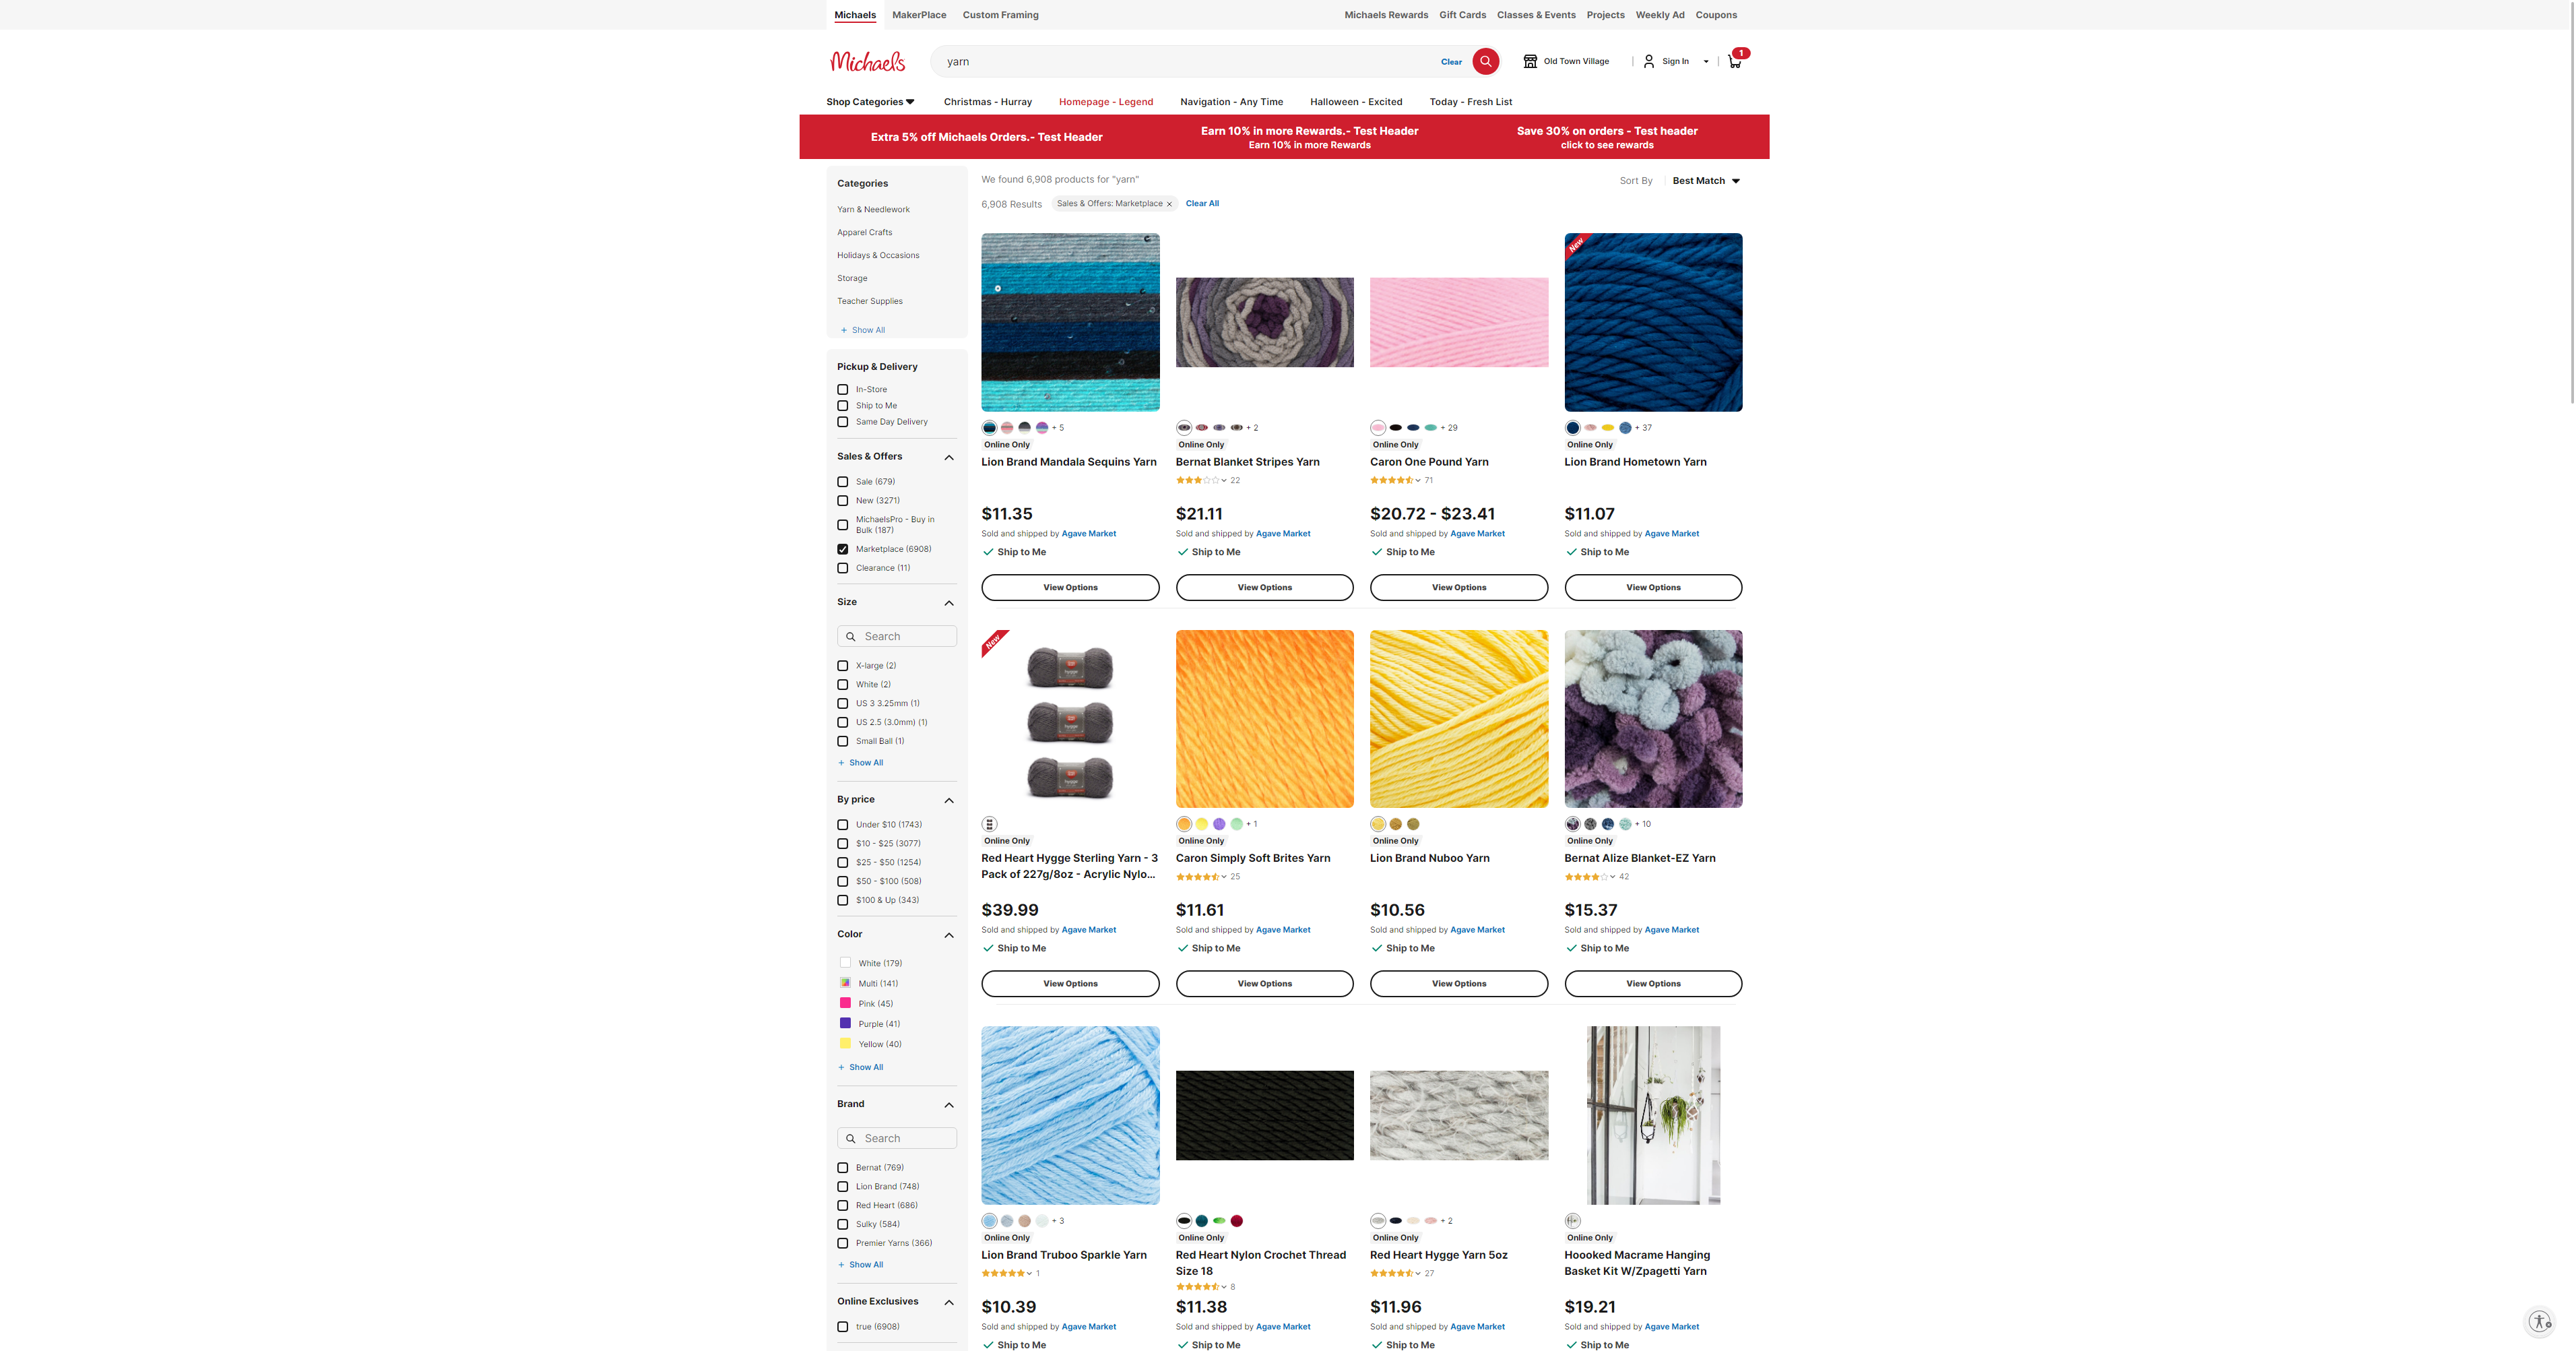 Michaels
MakerPlace
Custom Framing
Michaels Rewards
Gift Cards
Classes & Events
Projects
Weekly Ad
Coupons
Michaels
yarn
Clear
Old Town Village
Sign In
1
Shop Categories
Christmas - Hurray
Homepage - Legend
Navigation - Any Time
Halloween - Excited
Today - Fresh List
Extra 5% off Michaels Orders.- Test Header
Earn 10% in more Rewards.- Test Header
Earn 10% in more Rewards
Save 30% on orders - Test header
click to see rewards
Categories
Yarn & Needlework
Apparel Crafts
Holidays & Occasions
Storage
Teacher Supplies
+ Show All
Pickup & Delivery
In-Store
Ship to Me
Same Day Delivery
Sales & Offers
Sale (679)
New (3271)
MichaelsPro - Buy in
Bulk (187)
Marketplace (6908)
Clearance (11)
Size
Search
X-large (2)
White (2)
US 3 3.25mm (1)
US 2.5 (3.0mm) (1)
Small Ball (1)
+ Show All
By price
Under $10 (1743)
$10 - $25 (3077)
$25 - $50 (1254)
$50 - $100 (508)
$100 & Up (343)
Color
White (179)
Multi (141)
Pink (45)
Purple (41)
Yellow (40)
+ Show All
Brand
Search
Bernat (769)
Lion Brand (748)
Red Heart (686)
Sulky (584)
Premier Yarns (366)
+ Show All
Online Exclusives
true (6908)
We found 6,908 products for "yarn"
Sort By
Best Match
6,908 Results
Sales & Offers: Marketplace ×
Clear All
+ 5
Online Only
Lion Brand Mandala Sequins Yarn
$11.35
Sold and shipped by Agave Market
Ship to Me
View Options
+ 2
Online Only
Bernat Blanket Stripes Yarn
22
$21.11
Sold and shipped by Agave Market
Ship to Me
View Options
+ 29
Online Only
Caron One Pound Yarn
71
$20.72 - $23.41
Sold and shipped by Agave Market
Ship to Me
View Options
New
+ 37
Online Only
Lion Brand Hometown Yarn
$11.07
Sold and shipped by Agave Market
Ship to Me
View Options
New
Online Only
Red Heart Hygge Sterling Yarn - 3
Pack of 227g/8oz - Acrylic Nylo...
$39.99
Sold and shipped by Agave Market
Ship to Me
View Options
+ 1
Online Only
Caron Simply Soft Brites Yarn
25
$11.61
Sold and shipped by Agave Market
Ship to Me
View Options
Online Only
Lion Brand Nuboo Yarn
$10.56
Sold and shipped by Agave Market
Ship to Me
View Options
+ 10
Online Only
Bernat Alize Blanket-EZ Yarn
42
$15.37
Sold and shipped by Agave Market
Ship to Me
View Options
+ 3
Online Only
Lion Brand Truboo Sparkle Yarn
1
$10.39
Sold and shipped by Agave Market
Ship to Me
Online Only
Red Heart Nylon Crochet Thread
Size 18
8
$11.38
Sold and shipped by Agave Market
Ship to Me
+ 2
Online Only
Red Heart Hygge Yarn 5oz
27
$11.96
Sold and shipped by Agave Market
Ship to Me
Online Only
Hoooked Macrame Hanging
Basket Kit W/Zpagetti Yarn
$19.21
Sold and shipped by Agave Market
Ship to Me